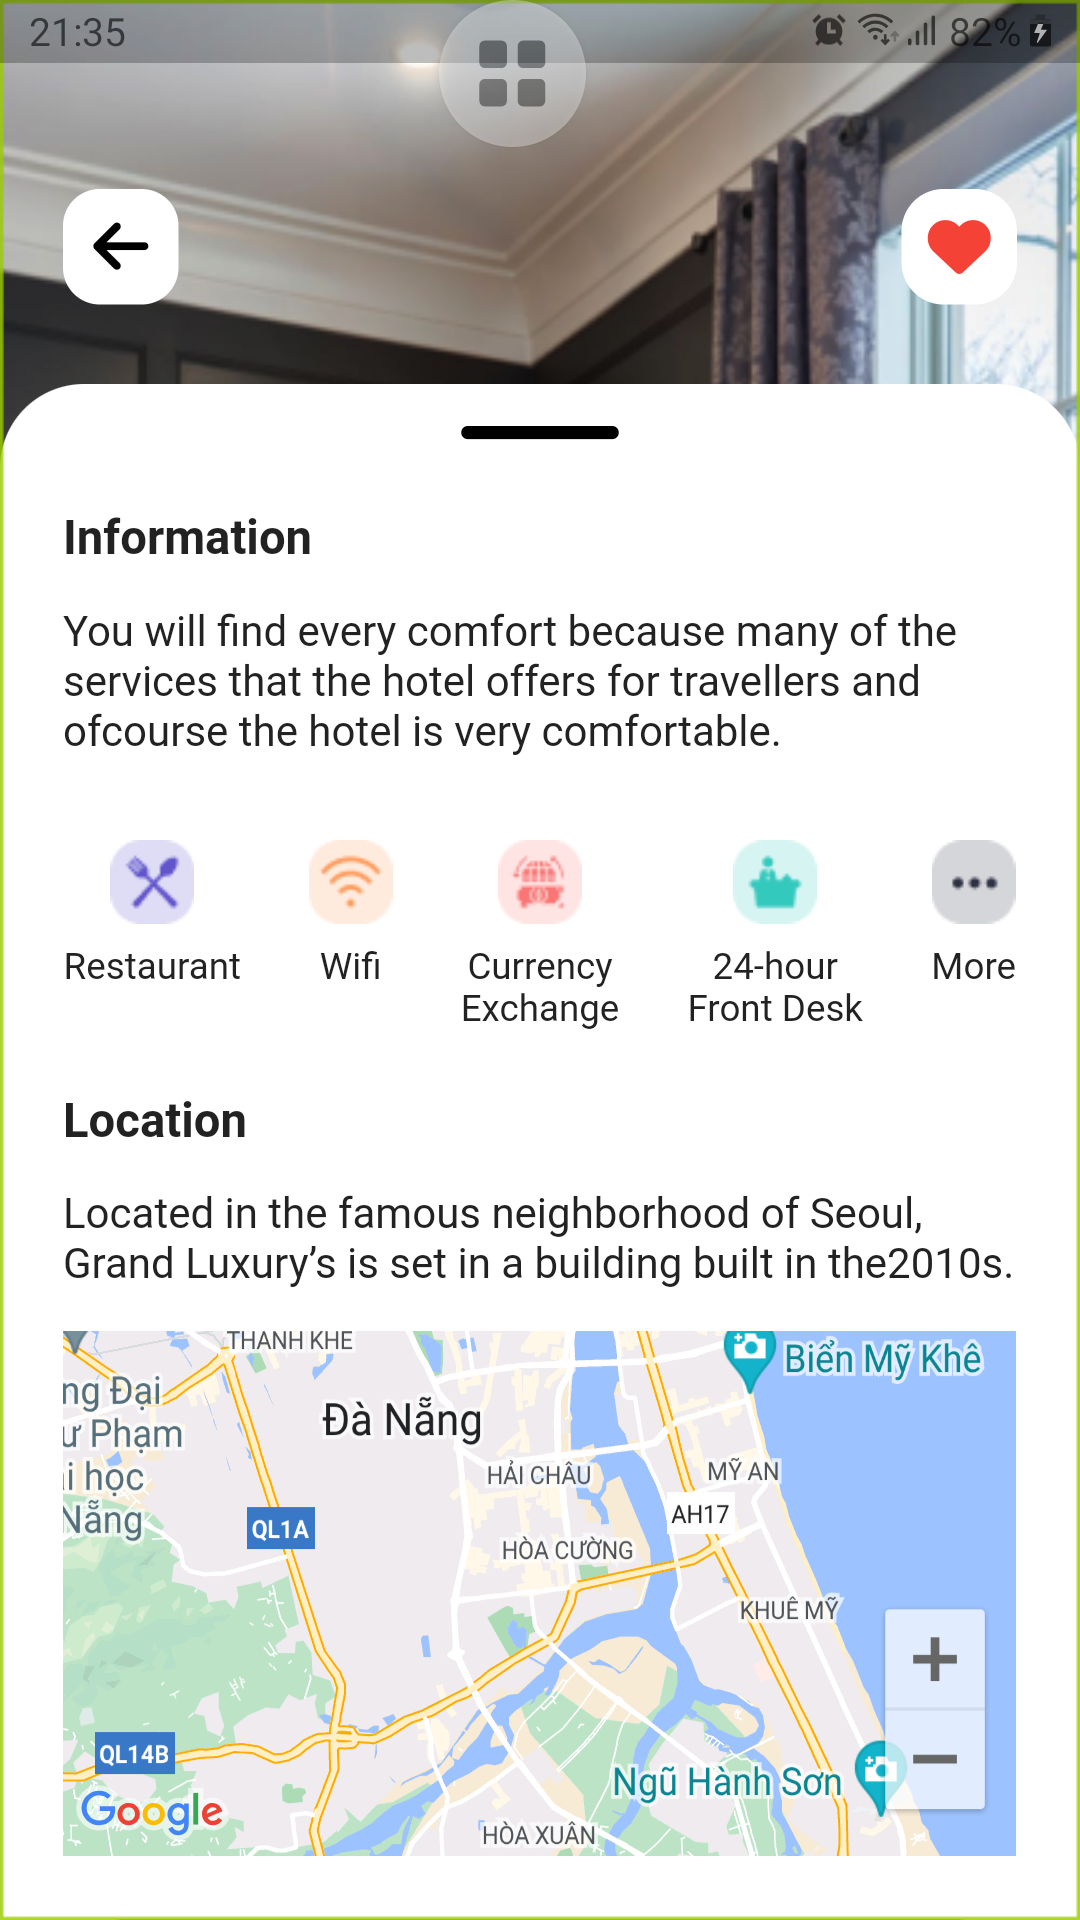 21:35
82%
Information
You will find every comfort because many of the
services that the hotel offers for travellers and
ofcourse the hotel is very comfortable.
Restaurant
Wifi
Currency
Exchange
24-hour
Front Desk
More
Location
Located in the famous neighborhood of Seoul,
Grand Luxury’s is set in a building built in the2010s.
THANH KHÊ
Biển Mỹ Khê
ng Đại
ư Phạm
ại học
Nẵng
Đà Nẵng
HẢI CHÂU
MỸ AN
AH17
QL1A
HÒA CƯỜNG
KHUÊ MỸ
QL14B
Ngũ Hành Sơn
Google
HÒA XUÂN